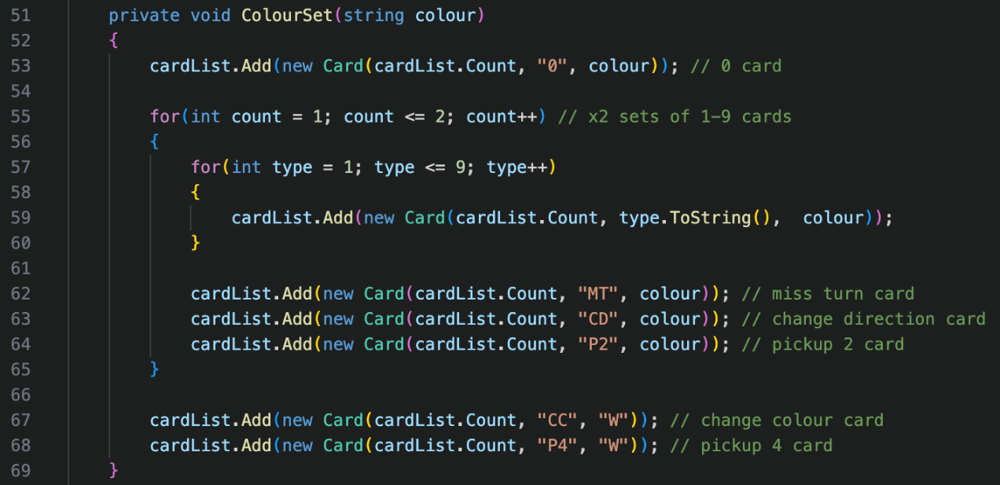 51 private void ColourSet(string colour)
52 {
53 cardList.Add(new Card(cardList.Count, "0", colour)); // 0 card
54
55 for(int count = 1; count <= 2; count++) // x2 sets of 1-9 cards
56 {
57 for(int type = 1; type <= 9; type++)
58 {
59 cardList.Add(new Card(cardList.Count, type.ToString(),  colour));
60 }
61
62 cardList.Add(new Card(cardList.Count, "MT", colour)); // miss turn card
63 cardList.Add(new Card(cardList.Count, "CD", colour)); // change direction card
64 cardList.Add(new Card(cardList.Count, "P2", colour)); // pickup 2 card
65 }
66
67 cardList.Add(new Card(cardList.Count, "CC", "W")); // change colour card
68 cardList.Add(new Card(cardList.Count, "P4", "W")); // pickup 4 card
69 }